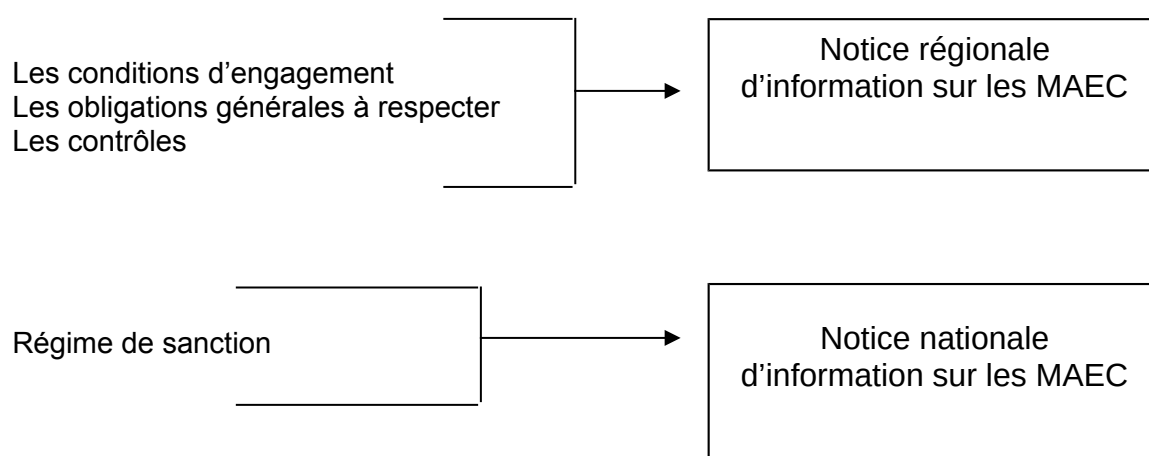 Les conditions d’engagement
Les obligations générales à respecter
Les contrôles
Notice régionale
d’information sur les MAEC
Régime de sanction
Notice nationale
d’information sur les MAEC